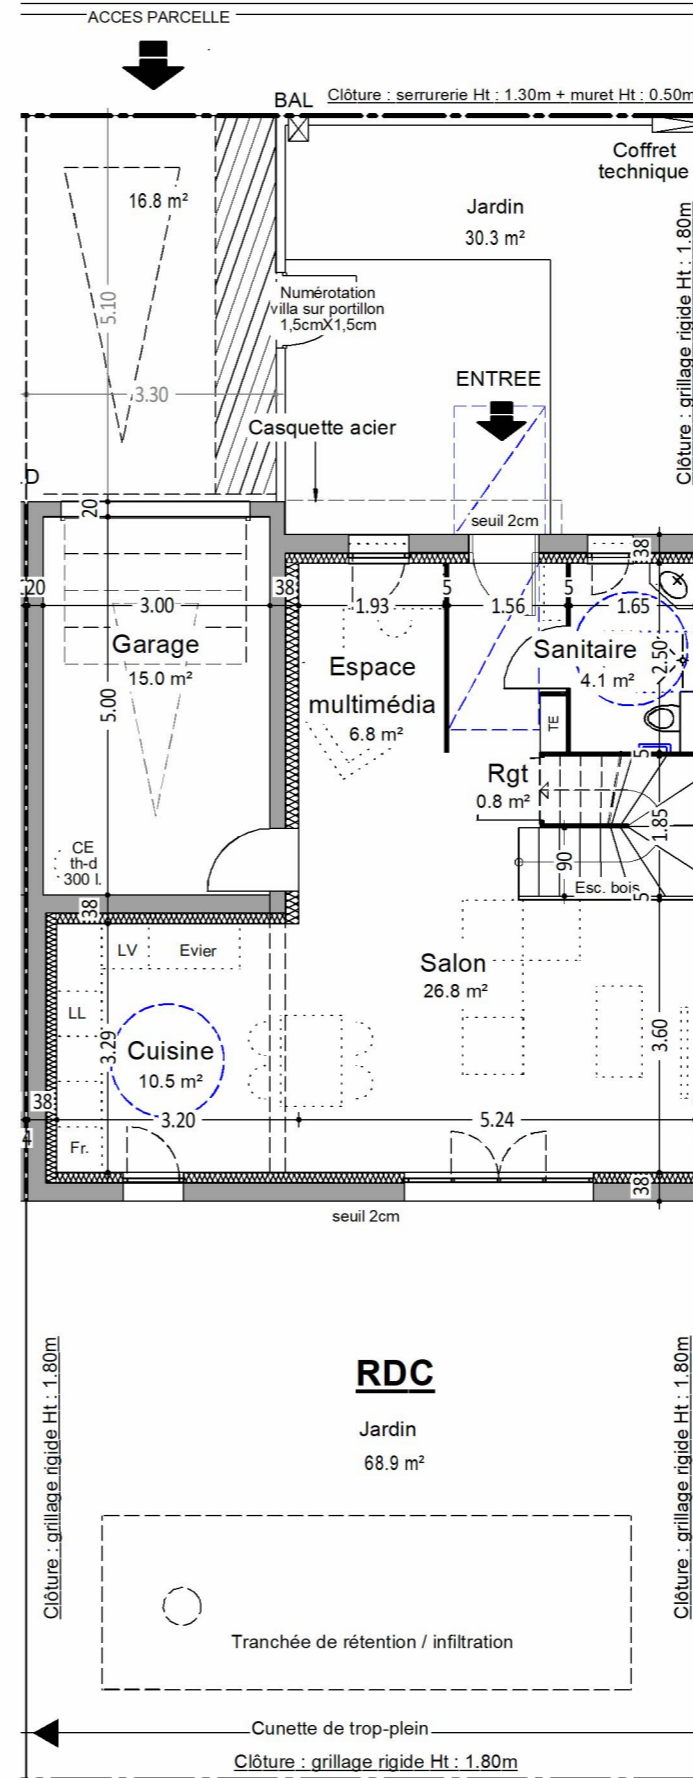 ACCES PARCELLE
BAL
Clôture : serrurerie Ht : 1.30m + muret Ht : 0.50m
Coffret
technique
16.8 m²
Jardin
30.3 m²
Clôture : grillage rigide Ht : 1.80m
5.10
Numérotation
villa sur portillon
1,5cmX1,5cm
3.30
ENTREE
Casquette acier
D
20
seuil 2cm
38
20
3.00
38
1.93
5
1.56
5
1.65
Garage
15.0 m²
5.00
Espace
multimédia
6.8 m²
Sanitaire
4.1 m²
2.50
TE
5
Rgt
0.8 m²
1.85
CE
th-d
300 l.
90
Esc. bois
5
38
LV
Evier
Salon
26.8 m²
LL
3.29
Cuisine
10.5 m²
3.60
38
3.20
5.24
4
Fr.
38
seuil 2cm
RDC
Jardin
68.9 m²
Clôture : grillage rigide Ht : 1.80m
Clôture : grillage rigide Ht : 1.80m
Tranchée de rétention / infiltration
Cunette de trop-plein
Clôture : grillage rigide Ht : 1.80m